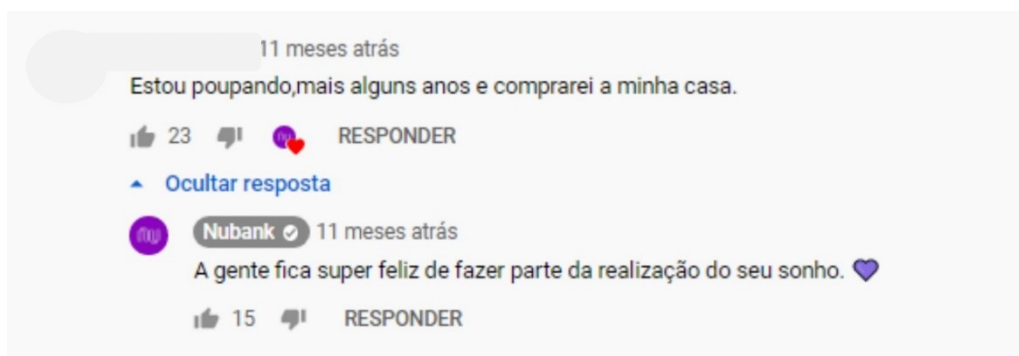 11 meses atrás
Estou poupando,mais alguns anos e comprarei a minha casa.
23 RESPONDER
Ocultar resposta
nu Nubank 11 meses atrás
A gente fica super feliz de fazer parte da realização do seu sonho. 💜
15 RESPONDER